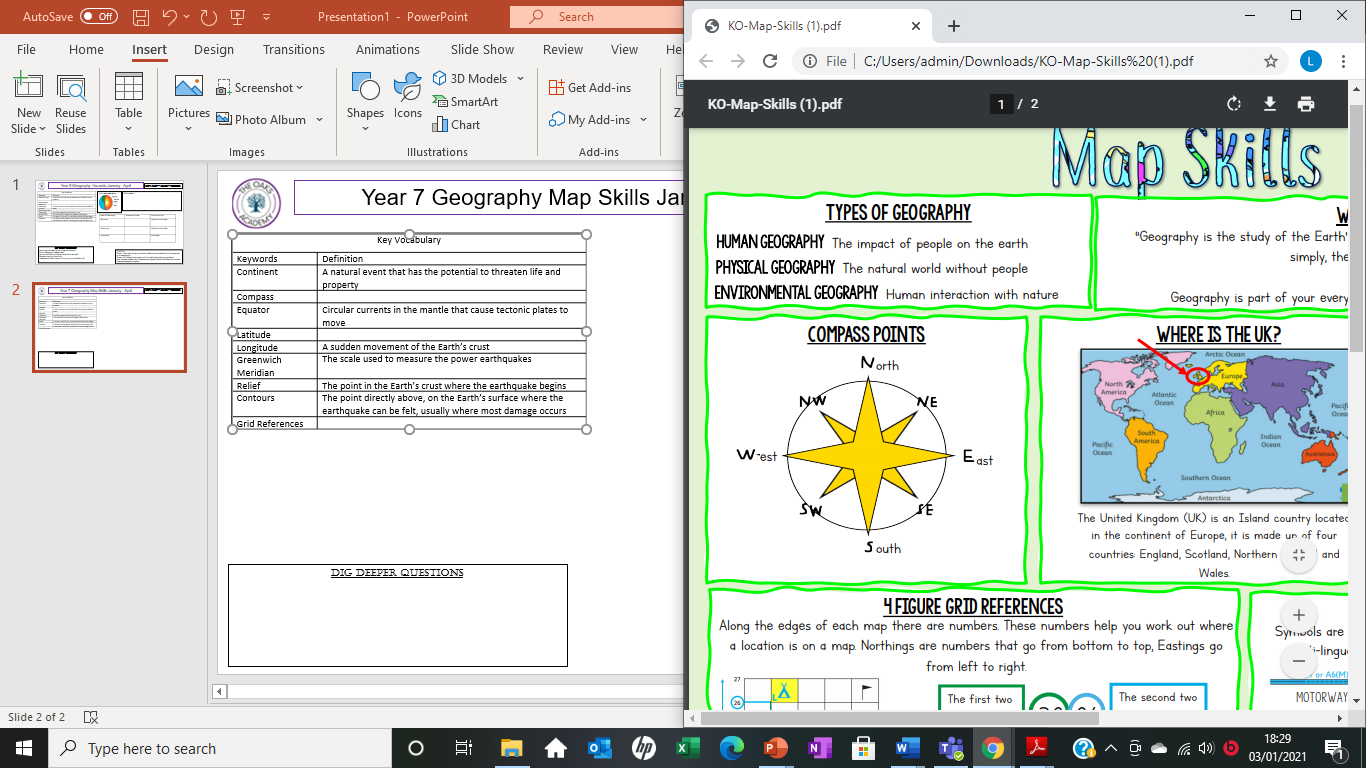 AutoSave Off
Presentation1 - PowerPoint
Search
File Home Insert Design Transitions Animations Slide Show Review View Hel
New Slide
Reuse Slides
Table
Pictures
Screenshot
Photo Album
Shapes
Icons
3D Models
SmartArt
Chart
Get Add-ins
My Add-ins
Slides Tables Images Illustrations Add-ins
1
2
THE OAKS ACADEMY
Year 7 Geography Map Skills Jan
Key Vocabulary
Keywords Definition
Continent A natural event that has the potential to threaten life and
property
Compass
Equator Circular currents in the mantle that cause tectonic plates to
move
Latitude
Longitude A sudden movement of the Earth's crust
Greenwich The scale used to measure the power earthquakes
Meridian
Relief The point in the Earth's crust where the earthquake begins
Contours The point directly above, on the Earth's surface where the
earthquake can be felt, usually where most damage occurs
Grid References
DIG DEEPER QUESTIONS
Slide 2 of 2
KO-Map-Skills (1).pdf
File C:/Users/admin/Downloads/KO-Map-Skills%20(1).pdf
L
KO-Map-Skills (1).pdf
1 / 2
Map Skills
TYPES OF GEOGRAPHY
HUMAN GEOGRAPHY The impact of people on the earth
PHYSICAL GEOGRAPHY The natural world without people
ENVIRONMENTAL GEOGRAPHY Human interaction with nature
W
"Geography is the study of the Earth'
simply, the
Geography is part of your every
COMPASS POINTS
North
NW NE
West East
SW SE
South
WHERE IS THE UK?
Arctic Ocean
North America
Europe
Asia
Atlantic Ocean
Africa
Pacific Ocean
South America
Indian Ocean
Pacific Ocean
Australasia
Southern Ocean
Antarctica
The United Kingdom (UK) is an Island country located
in the continent of Europe, it is made up of four
countries: England, Scotland, Northern and
Wales.
4 FIGURE GRID REFERENCES
Along the edges of each map there are numbers. These numbers help you work out where
a location is on a map. Northings are numbers that go from bottom to top, Eastings go
from left to right.
27
26
The first two
The second two
Symbols are
i-lingu
or A6(M)
MOTORWAY
Type here to search
18:29
03/01/2021
1